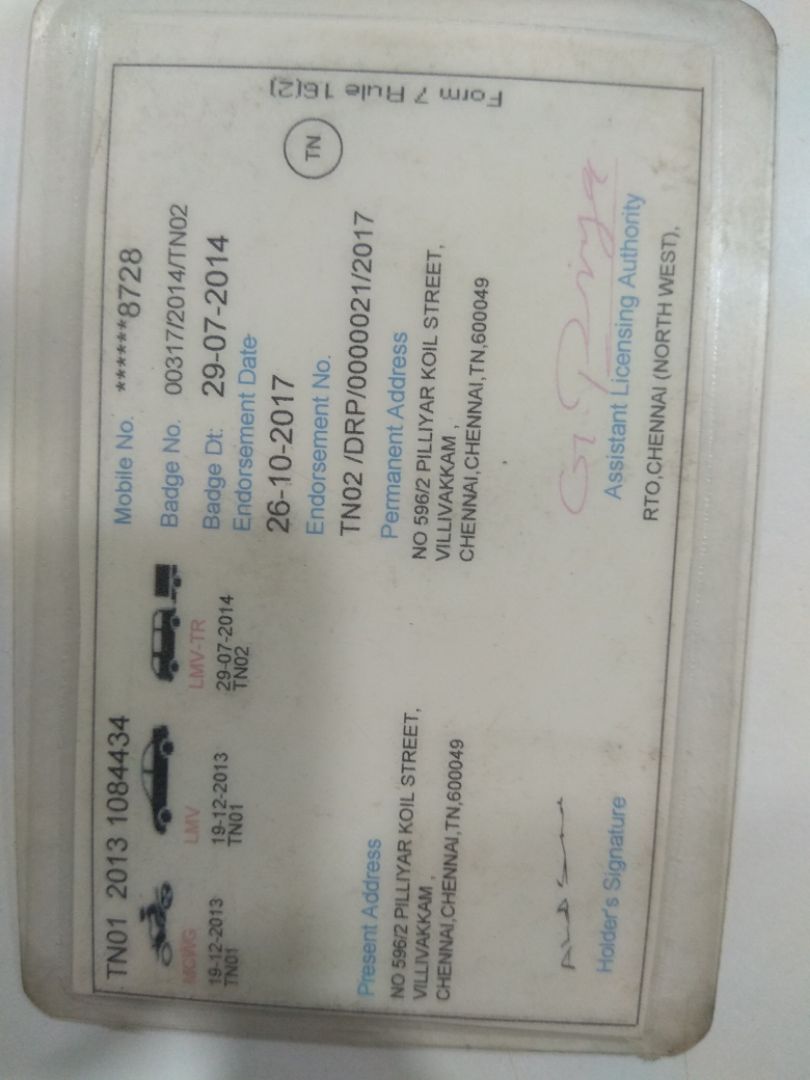 Form 7 Rule 16(2)
TN01 2013 1084434
Mobile No. ******8728
MCWG
19-12-2013
TN01
LMV
19-12-2013
TN01
LMV-TR
29-07-2014
TN02
Badge No. 00317/2014/TN02
Badge Dt: 29-07-2014
Endorsement Date
26-10-2017
TN
Endorsement No.
TN02 /DRP/0000021/2017
Present Address
NO 596/2 PILLIYAR KOIL STREET,
VILLIVAKKAM ,
CHENNAI,CHENNAI,TN,600049
Permanent Address
NO 596/2 PILLIYAR KOIL STREET,
VILLIVAKKAM ,
CHENNAI,CHENNAI,TN,600049
,
Holder's Signature
Assistant Licensing Authority
RTO,CHENNAI (NORTH WEST),